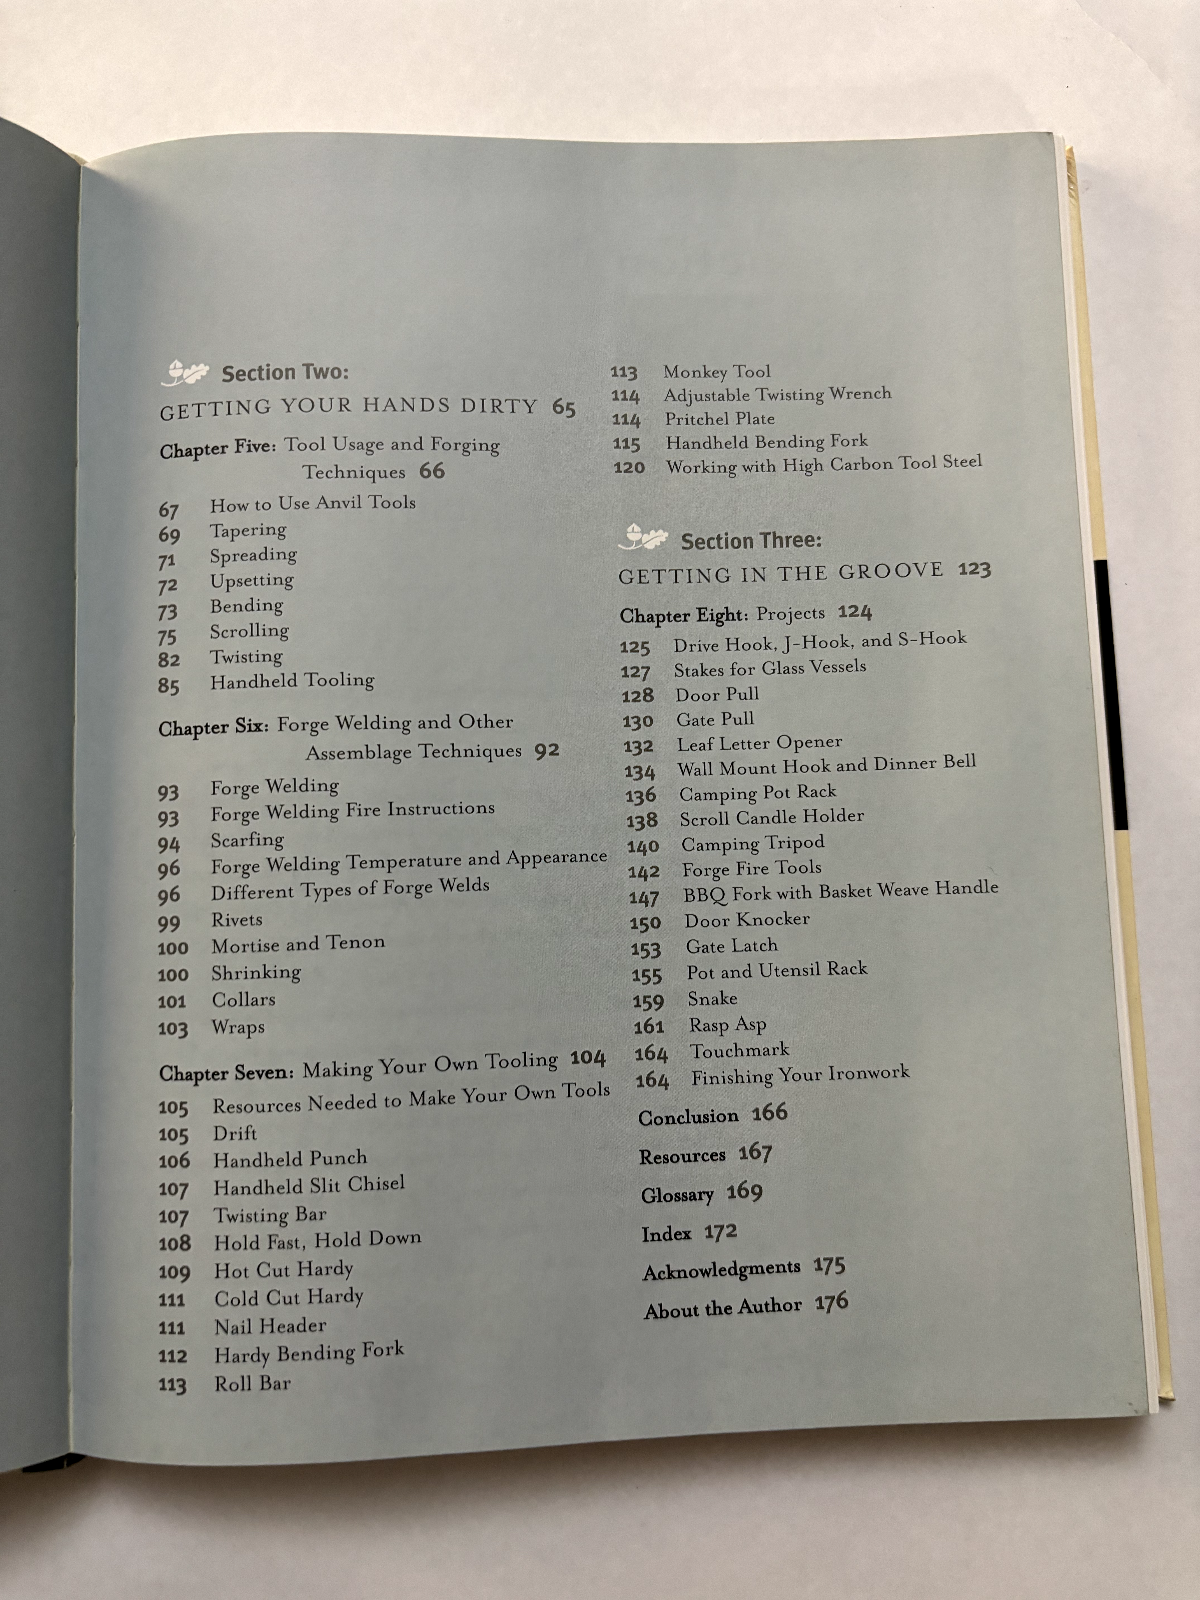 Section Two:
GETTING YOUR HANDS DIRTY 65
Chapter Five: Tool Usage and Forging
Techniques 66
67 How to Use Anvil Tools
69 Tapering
71 Spreading
72 Upsetting
73 Bending
75 Scrolling
82 Twisting
85 Handheld Tooling
Chapter Six: Forge Welding and Other
Assemblage Techniques 92
93 Forge Welding
93 Forge Welding Fire Instructions
94 Scarfing
96 Forge Welding Temperature and Appearance
96 Different Types of Forge Welds
99 Rivets
100 Mortise and Tenon
100 Shrinking
101 Collars
103 Wraps
Chapter Seven: Making Your Own Tooling 104
105 Resources Needed to Make Your Own Tools
105 Drift
106 Handheld Punch
107 Handheld Slit Chisel
107 Twisting Bar
108 Hold Fast, Hold Down
109 Hot Cut Hardy
111 Cold Cut Hardy
111 Nail Header
112 Hardy Bending Fork
113 Roll Bar
113 Monkey Tool
114 Adjustable Twisting Wrench
114 Pritchel Plate
115 Handheld Bending Fork
120 Working with High Carbon Tool Steel
Section Three:
GETTING IN THE GROOVE 123
Chapter Eight: Projects 124
125 Drive Hook, J-Hook, and S-Hook
127 Stakes for Glass Vessels
128 Door Pull
130 Gate Pull
132 Leaf Letter Opener
134 Wall Mount Hook and Dinner Bell
136 Camping Pot Rack
138 Scroll Candle Holder
140 Camping Tripod
142 Forge Fire Tools
147 BBQ Fork with Basket Weave Handle
150 Door Knocker
153 Gate Latch
155 Pot and Utensil Rack
159 Snake
161 Rasp Asp
164 Touchmark
164 Finishing Your Ironwork
Conclusion 166
Resources 167
Glossary 169
Index 172
Acknowledgments 175
About the Author 176